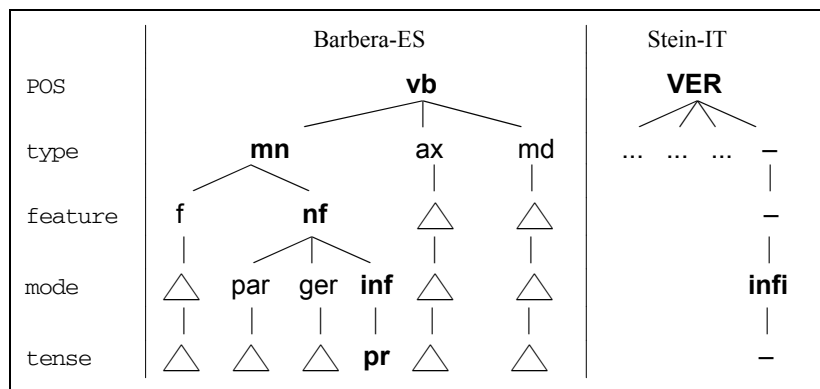 Barbera-ES Stein-IT
POS vb VER
type mn ax md ... ... ... –
feature f nf –
mode par ger inf infi
tense pr –